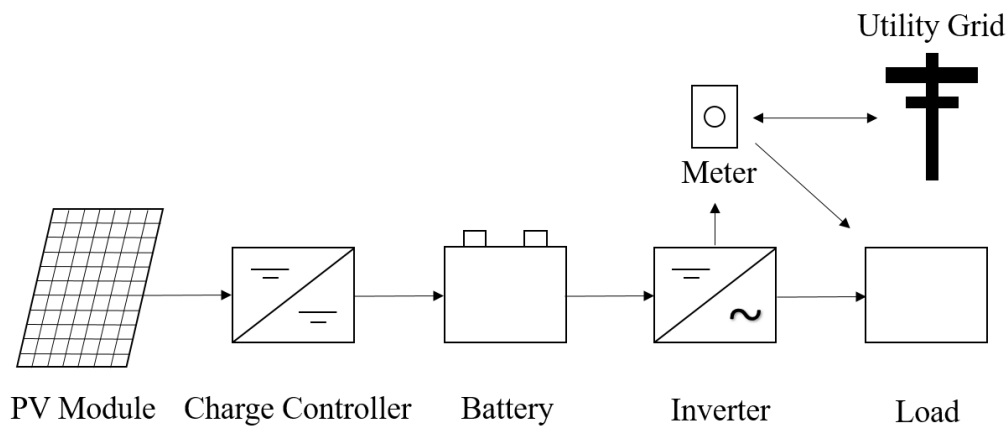 Utility Grid
Meter
PV Module
Charge Controller
Battery
Inverter
Load